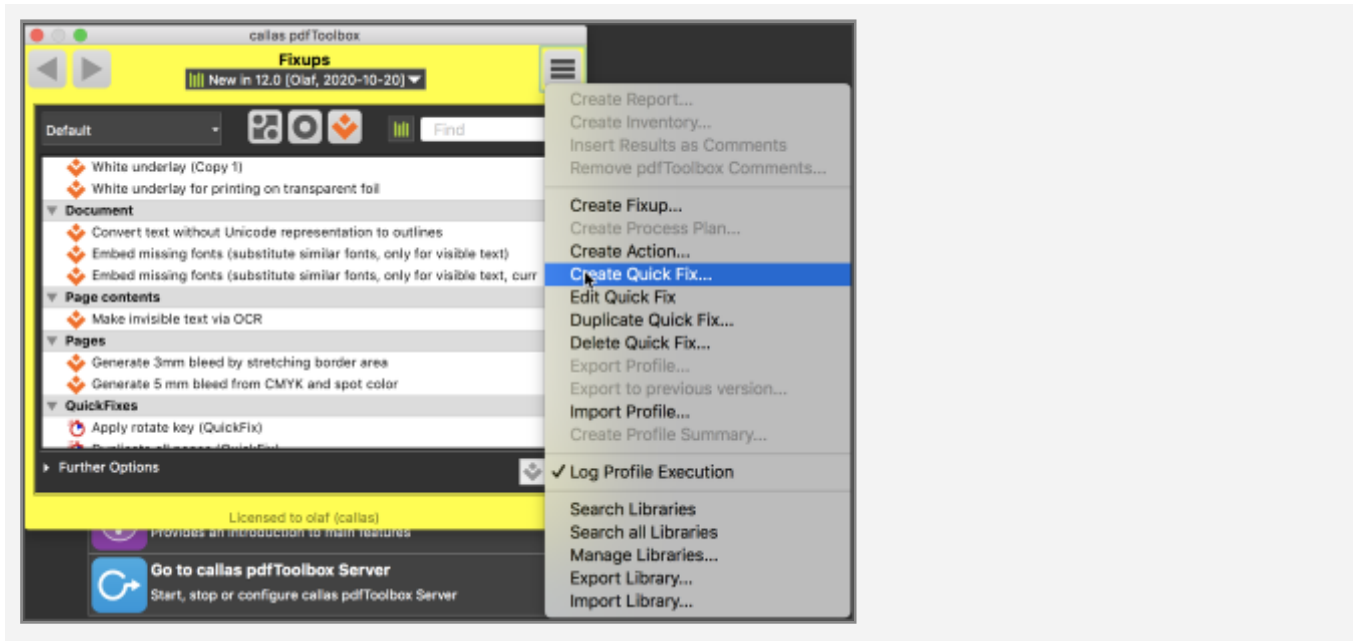 callas pdfToolbox
Fixups
New in 12.0 [Olaf, 2020-10-20]
Default
Find
White underlay (Copy 1)
White underlay for printing on transparent foil
Document
Convert text without Unicode representation to outlines
Embed missing fonts (substitute similar fonts, only for visible text)
Embed missing fonts (substitute similar fonts, only for visible text, curr
Page contents
Make invisible text via OCR
Pages
Generate 3mm bleed by stretching border area
Generate 5 mm bleed from CMYK and spot color
QuickFixes
Apply rotate key (QuickFix)
Duplicate all pages (QuickFix)
Further Options
Licensed to olaf (callas)
Provides an introduction to main features
Go to callas pdfToolbox Server
Start, stop or configure callas pdfToolbox Server
Create Report...
Create Inventory...
Insert Results as Comments
Remove pdfToolbox Comments...
Create Fixup...
Create Process Plan...
Create Action...
Create Quick Fix...
Edit Quick Fix
Duplicate Quick Fix...
Delete Quick Fix...
Export Profile...
Export to previous version...
Import Profile...
Create Profile Summary...
✓ Log Profile Execution
Search Libraries
Search all Libraries
Manage Libraries...
Export Library...
Import Library...